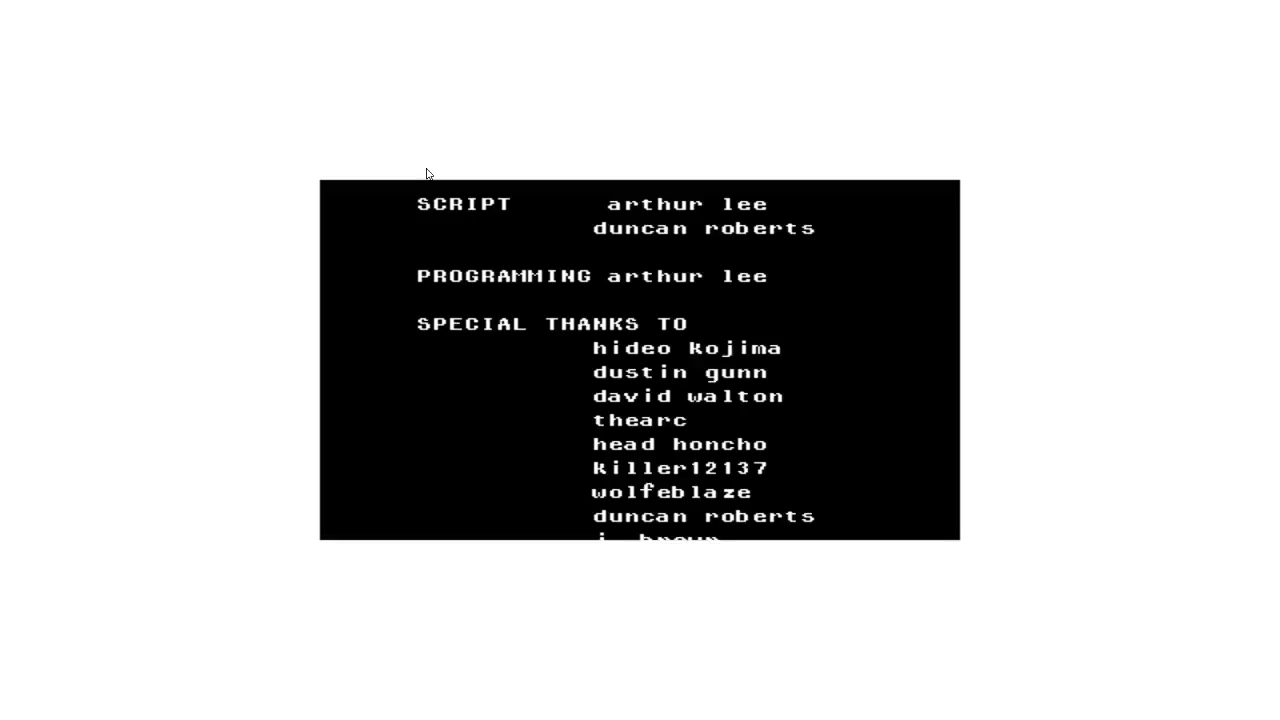 SCRIPT arthur lee
duncan roberts
PROGRAMMING arthur lee
SPECIAL THANKS TO
hideo kojima
dustin gunn
david walton
thearc
head honcho
killer12137
wolfeblaze
duncan roberts